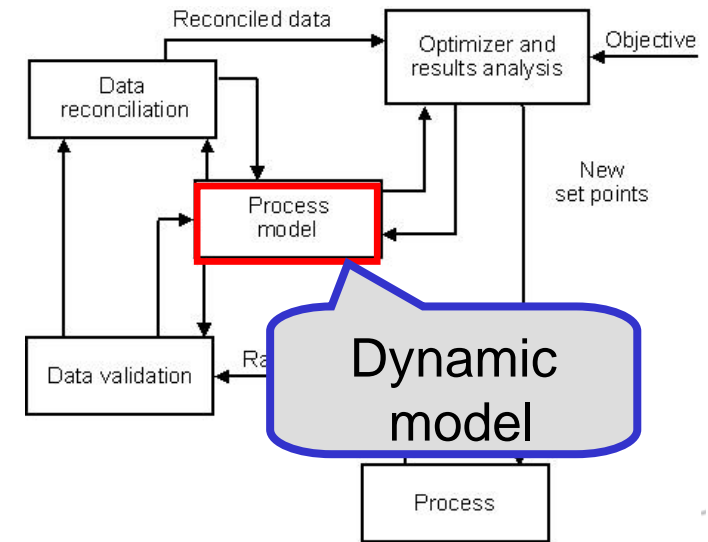 Reconciled data
Optimizer and
results analysis
Objective
Data
reconciliation
New
set points
Process
model
Data validation
Dynamic
model
Process